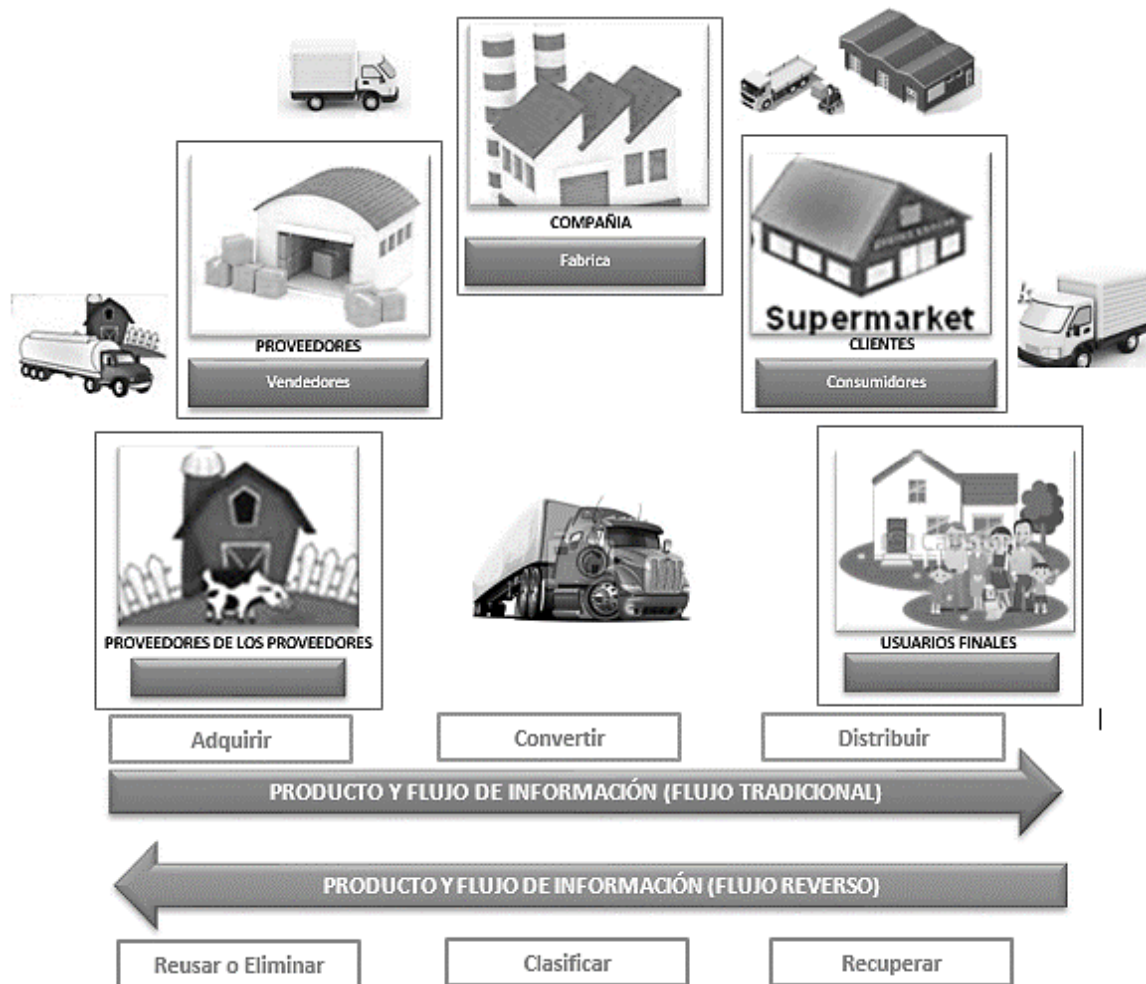 COMPAÑIA
Fabrica
Supermarket
PROVEEDORES
CLIENTES
Vendedores
Consumidores
PROVEEDORES DE LOS PROVEEDORES
USUARIOS FINALES
Adquirir
Convertir
Distribuir
PRODUCTO Y FLUJO DE INFORMACIÓN (FLUJO TRADICIONAL)
PRODUCTO Y FLUJO DE INFORMACIÓN (FLUJO REVERSO)
Reusar o Eliminar
Clasificar
Recuperar